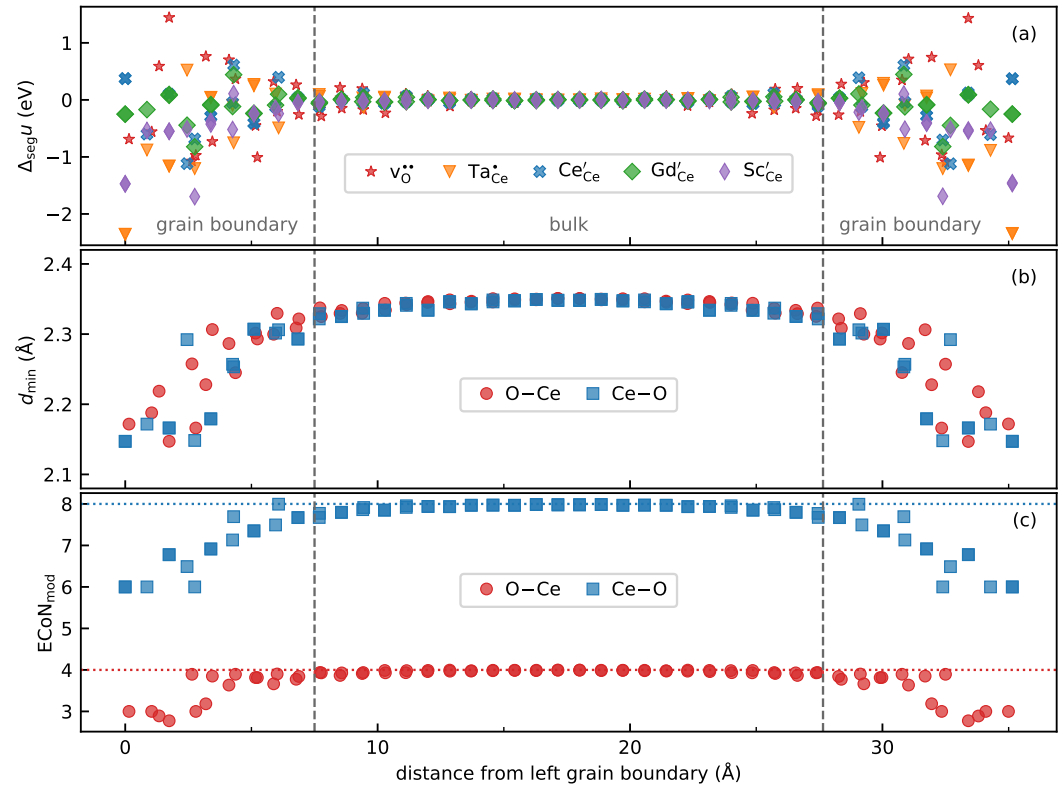 (a)
1
0
−1
−2
Δ_seg u (eV)
v_O^•• Ta_Ce^• Ce′_Ce Gd′_Ce Sc′_Ce
grain boundary bulk grain boundary
(b)
2.4
2.3
2.2
2.1
d_min (Å)
O−Ce Ce−O
(c)
8
7
6
5
4
3
ECoN_mod
O−Ce Ce−O
0 10 20 30
distance from left grain boundary (Å)